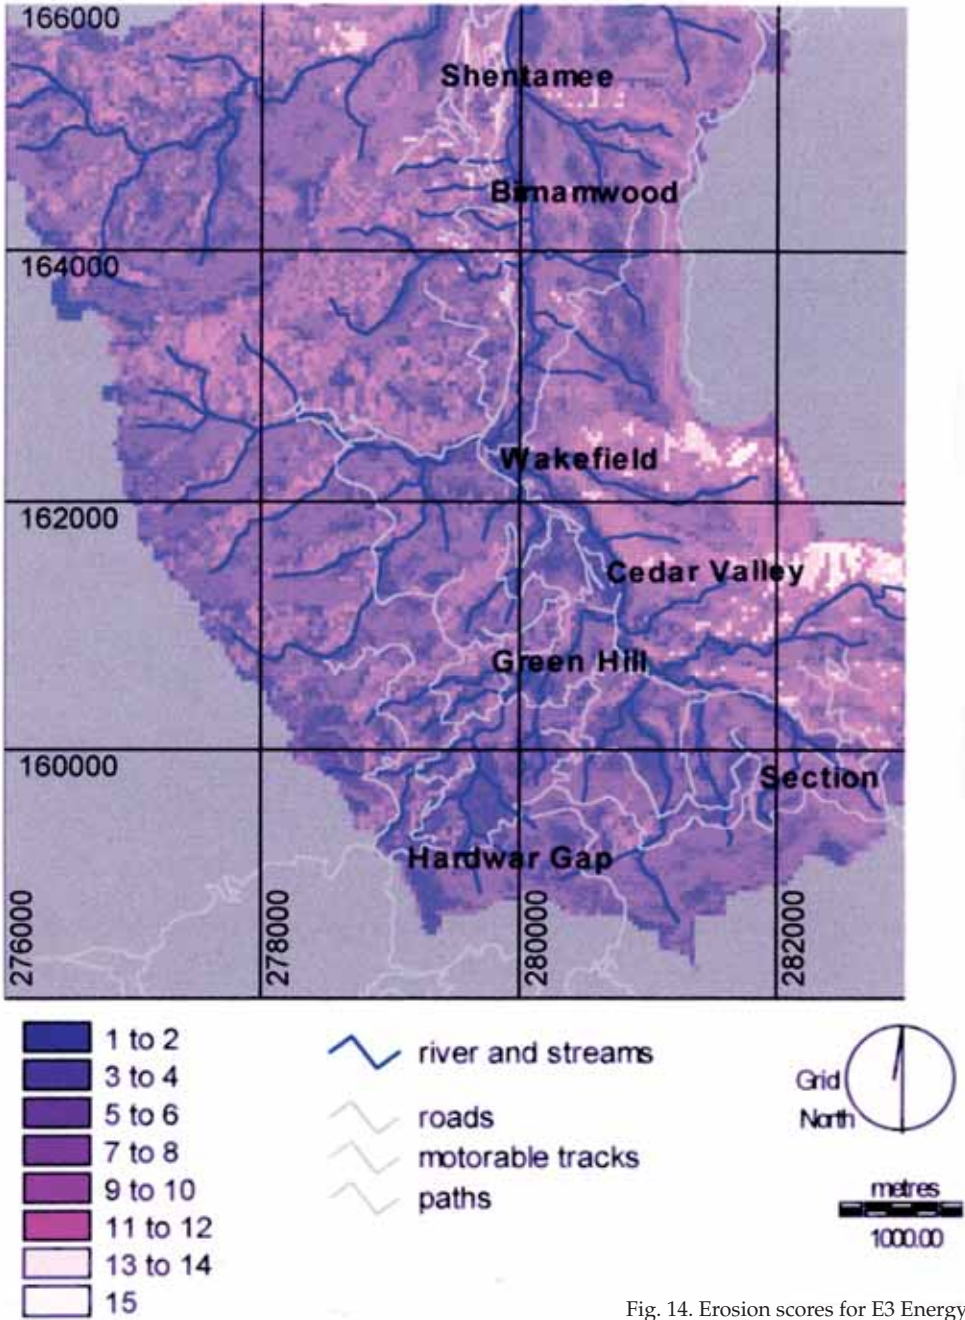 166000
Shentamee
Birnamwood
164000
Wakefield
162000
Cedar Valley
Green Hill
160000
Section
Hardwar Gap
276000
278000
280000
282000
1 to 2
3 to 4
5 to 6
7 to 8
9 to 10
11 to 12
13 to 14
15
river and streams
roads
motorable tracks
paths
Grid
North
metres
1000.00
Fig. 14. Erosion scores for E3 Energy